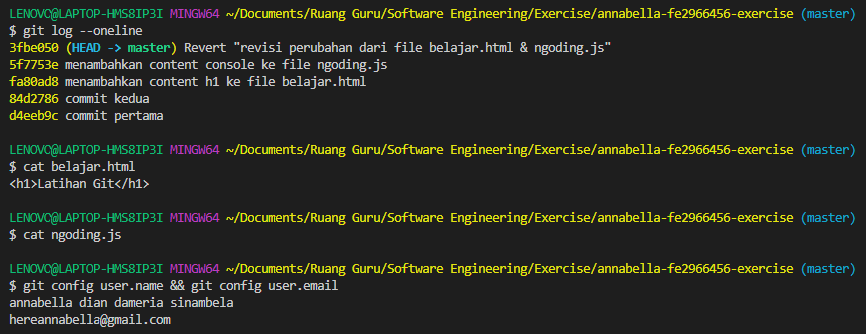 LENOVO@LAPTOP-HMS8IP3I MINGW64 ~/Documents/Ruang Guru/Software Engineering/Exercise/annabella-fe2966456-exercise (master)
$ git log --oneline
3fbe050 (HEAD -> master) Revert "revisi perubahan dari file belajar.html & ngoding.js"
5f7753e menambahkan content console ke file ngoding.js
fa80ad8 menambahkan content h1 ke file belajar.html
84d2786 commit kedua
d4eeb9c commit pertama
LENOVO@LAPTOP-HMS8IP3I MINGW64 ~/Documents/Ruang Guru/Software Engineering/Exercise/annabella-fe2966456-exercise (master)
$ cat belajar.html
<h1>Latihan Git</h1>
LENOVO@LAPTOP-HMS8IP3I MINGW64 ~/Documents/Ruang Guru/Software Engineering/Exercise/annabella-fe2966456-exercise (master)
$ cat ngoding.js
LENOVO@LAPTOP-HMS8IP3I MINGW64 ~/Documents/Ruang Guru/Software Engineering/Exercise/annabella-fe2966456-exercise (master)
$ git config user.name && git config user.email
annabella dian dameria sinambela
hereannabella@gmail.com